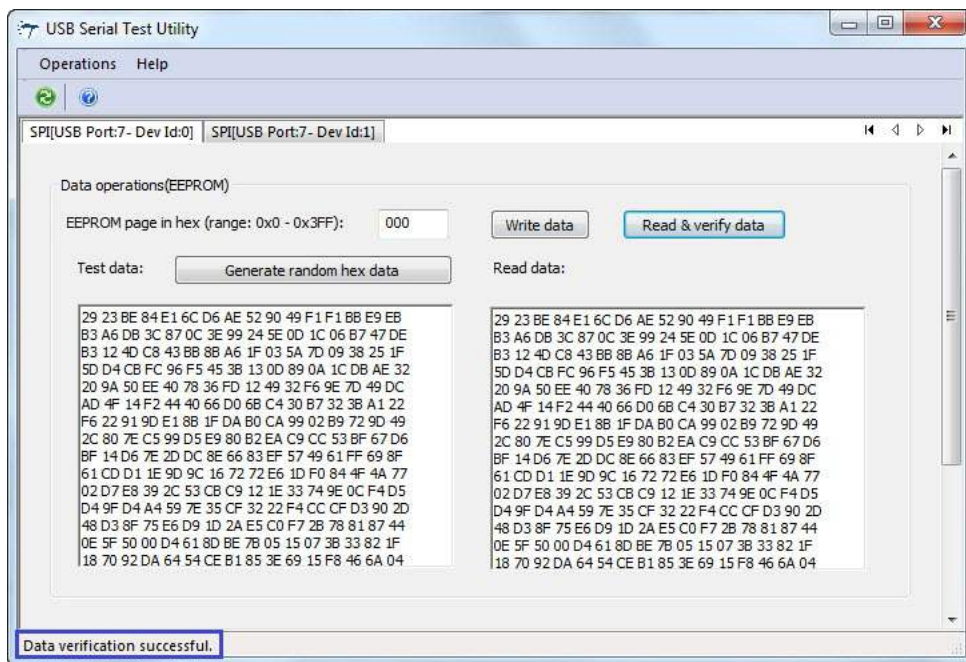 USB Serial Test Utility
Operations Help
SPI[USB Port:7- Dev Id:0] SPI[USB Port:7- Dev Id:1]
Data operations(EEPROM)
EEPROM page in hex (range: 0x0 - 0x3FF): 000 Write data Read & verify data
Test data: Generate random hex data Read data:
29 23 BE 84 E1 6C D6 AE 52 90 49 F1 F1 BB E9 EB
B3 A6 DB 3C 87 0C 3E 99 24 5E 0D 1C 06 B7 47 DE
B3 12 4D C8 43 BB 8B A6 1F 03 5A 7D 09 38 25 1F
5D D4 CB FC 96 F5 45 3B 13 0D 89 0A 1C DB AE 32
20 9A 50 EE 40 78 36 FD 12 49 32 F6 9E 7D 49 DC
AD 4F 14 F2 44 40 66 D0 6B C4 30 B7 32 3B A1 22
F6 22 91 9D E1 8B 1F DA B0 CA 99 02 B9 72 9D 49
2C 80 7E C5 99 D5 E9 80 B2 EA C9 CC 53 BF 67 D6
BF 14 D6 7E 2D DC 8E 66 83 EF 57 49 61 FF 69 8F
61 CD D1 1E 9D 9C 16 72 72 E6 1D F0 84 4F 4A 77
02 D7 E8 39 2C 53 CB C9 12 1E 33 74 9E 0C F4 D5
D4 9F D4 A4 59 7E 35 CF 32 22 F4 CC CF D3 90 2D
48 D3 8F 75 E6 D9 1D 2A E5 C0 F7 2B 78 81 87 44
0E 5F 50 00 D4 61 8D BE 7B 05 15 07 3B 33 82 1F
18 70 92 DA 64 54 CE B1 85 3E 69 15 F8 46 6A 04
29 23 BE 84 E1 6C D6 AE 52 90 49 F1 F1 BB E9 EB
B3 A6 DB 3C 87 0C 3E 99 24 5E 0D 1C 06 B7 47 DE
B3 12 4D C8 43 BB 8B A6 1F 03 5A 7D 09 38 25 1F
5D D4 CB FC 96 F5 45 3B 13 0D 89 0A 1C DB AE 32
20 9A 50 EE 40 78 36 FD 12 49 32 F6 9E 7D 49 DC
AD 4F 14 F2 44 40 66 D0 6B C4 30 B7 32 3B A1 22
F6 22 91 9D E1 8B 1F DA B0 CA 99 02 B9 72 9D 49
2C 80 7E C5 99 D5 E9 80 B2 EA C9 CC 53 BF 67 D6
BF 14 D6 7E 2D DC 8E 66 83 EF 57 49 61 FF 69 8F
61 CD D1 1E 9D 9C 16 72 72 E6 1D F0 84 4F 4A 77
02 D7 E8 39 2C 53 CB C9 12 1E 33 74 9E 0C F4 D5
D4 9F D4 A4 59 7E 35 CF 32 22 F4 CC CF D3 90 2D
48 D3 8F 75 E6 D9 1D 2A E5 C0 F7 2B 78 81 87 44
0E 5F 50 00 D4 61 8D BE 7B 05 15 07 3B 33 82 1F
18 70 92 DA 64 54 CE B1 85 3E 69 15 F8 46 6A 04
Data verification successful.